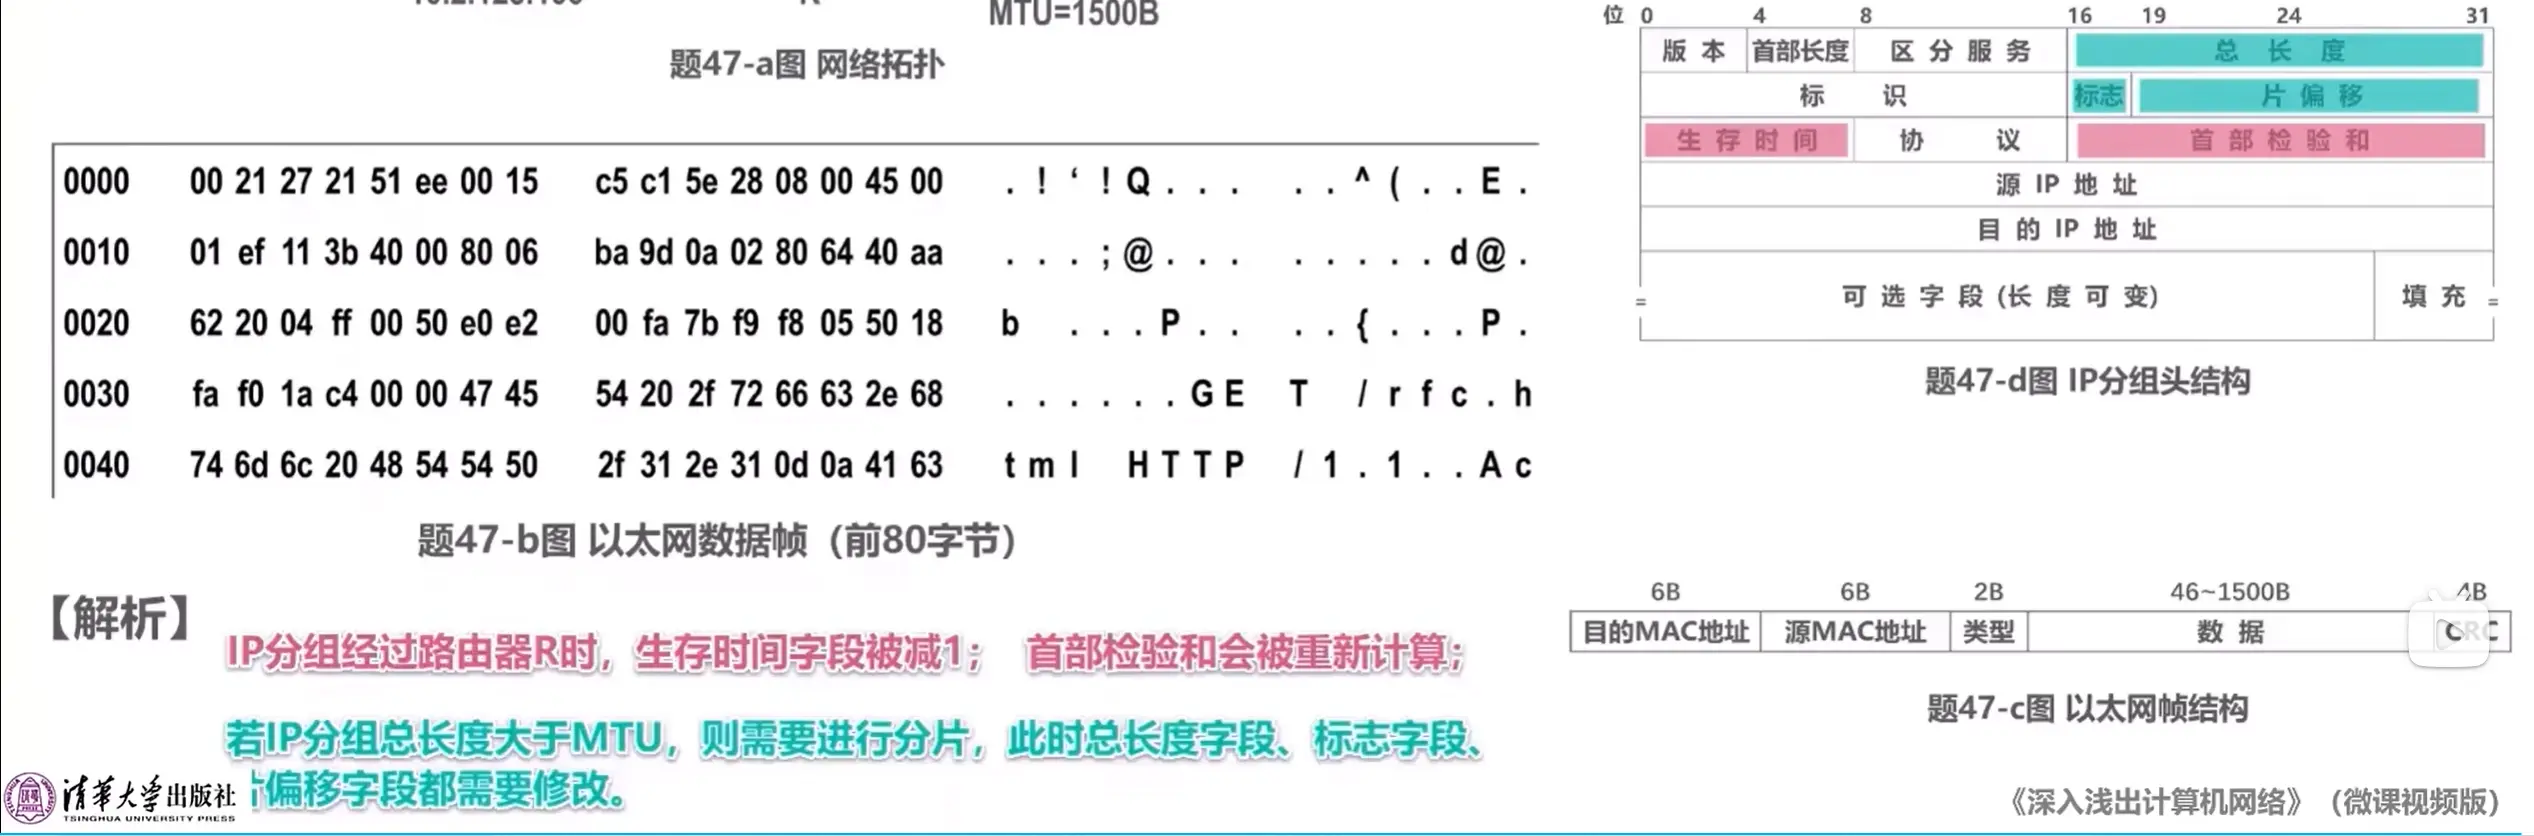 MTU=1500B
题47-a图 网络拓扑
0000 00 21 27 21 51 ee 00 15 c5 c1 5e 28 08 00 45 00 . ! ‘ ! Q . . . . . ^ ( . . E .
0010 01 ef 11 3b 40 00 80 06 ba 9d 0a 02 80 64 40 aa . . . ; @ . . . . . . . . d @ .
0020 62 20 04 ff 00 50 e0 e2 00 fa 7b f9 f8 05 50 18 b . . . P . . . . { . . . P .
0030 fa f0 1a c4 00 00 47 45 54 20 2f 72 66 63 2e 68 . . . . . . G E T / r f c . h
0040 74 6d 6c 20 48 54 54 50 2f 31 2e 31 0d 0a 41 63 t m l H T T P / 1 . 1 . . A c
题47-b图 以太网数据帧（前80字节）
【解析】
IP分组经过路由器R时，生存时间字段被减1； 首部检验和会被重新计算；
若IP分组总长度大于MTU，则需要进行分片，此时总长度字段、标志字段、
片偏移字段都需要修改。
清华大学出版社
TSINGHUA UNIVERSITY PRESS
位 0 4 8 16 19 24 31
版本 首部长度 区分服务 总长度
标识 标志 片偏移
生存时间 协议 首部检验和
源 IP 地址
目的 IP 地址
可选字段 (长度可变) 填充
题47-d图 IP分组头结构
6B 6B 2B 46~1500B 4B
目的MAC地址 源MAC地址 类型 数据 CRC
题47-c图 以太网帧结构
《深入浅出计算机网络》（微课视频版）